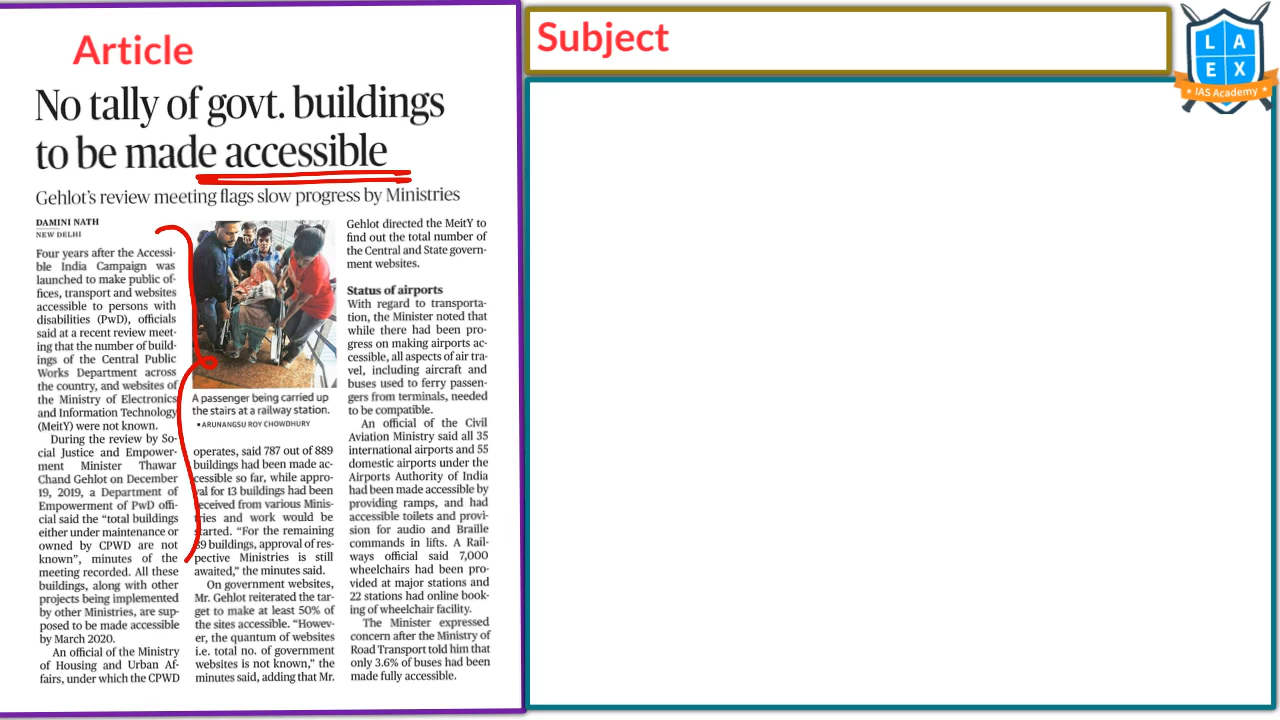 Article
No tally of govt. buildings
to be made accessible
Gehlot's review meeting flags slow progress by Ministries
DAMINI NATH
NEW DELHI
Four years after the Accessi-
ble India Campaign was
launched to make public of-
fices, transport and websites
accessible to persons with
disabilities (PwD), officials
said at a recent review meet-
ing that the number of build-
ings of the Central Public
Works Department across
the country, and websites of
the Ministry of Electronics
and Information Technology
(MeitY) were not known.
During the review by So-
cial Justice and Empower-
ment Minister Thawar
Chand Gehlot on December
19, 2019, a Department of
Empowerment of PwD offi-
cial said the "total buildings
either under maintenance or
owned by CPWD are not
known", minutes of the
meeting recorded. All these
buildings, along with other
projects being implemented
by other Ministries, are sup-
posed to be made accessible
by March 2020.
An official of the Ministry
of Housing and Urban Af-
fairs, under which the CPWD
A passenger being carried up
the stairs at a railway station.
▪ ARUNANGSU ROY CHOWDHURY
operates, said 787 out of 889
buildings had been made ac-
cessible so far, while appro-
val for 13 buildings had been
received from various Minis-
tries and work would be
started. "For the remaining
89 buildings, approval of res-
pective Ministries is still
awaited," the minutes said.
On government websites,
Mr. Gehlot reiterated the tar-
get to make at least 50% of
the sites accessible. "Howev-
er, the quantum of websites
i.e. total no. of government
websites is not known," the
minutes said, adding that Mr.
Gehlot directed the MeitY to
find out the total number of
the Central and State govern-
ment websites.
Status of airports
With regard to transporta-
tion, the Minister noted that
while there had been pro-
gress on making airports ac-
cessible, all aspects of air tra-
vel, including aircraft and
buses used to ferry passen-
gers from terminals, needed
to be compatible.
An official of the Civil
Aviation Ministry said all 35
international airports and 55
domestic airports under the
Airports Authority of India
had been made accessible by
providing ramps, and had
accessible toilets and provi-
sion for audio and Braille
commands in lifts. A Rail-
ways official said 7,000
wheelchairs had been pro-
vided at major stations and
22 stations had online book-
ing of wheelchair facility.
The Minister expressed
concern after the Ministry of
Road Transport told him that
only 3.6% of buses had been
made fully accessible.
Subject
L A
E X
IAS Academy